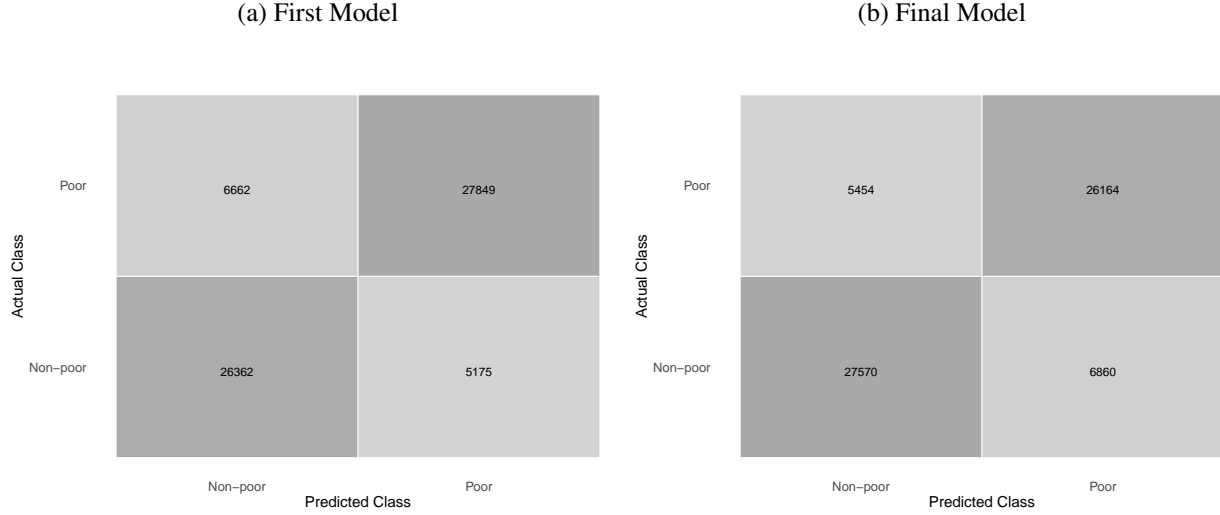 (a) First Model
Poor
6662
27849
Actual Class
Non−poor
26362
5175
Non−poor
Poor
Predicted Class
(b) Final Model
Poor
5454
26164
Actual Class
Non−poor
27570
6860
Non−poor
Poor
Predicted Class